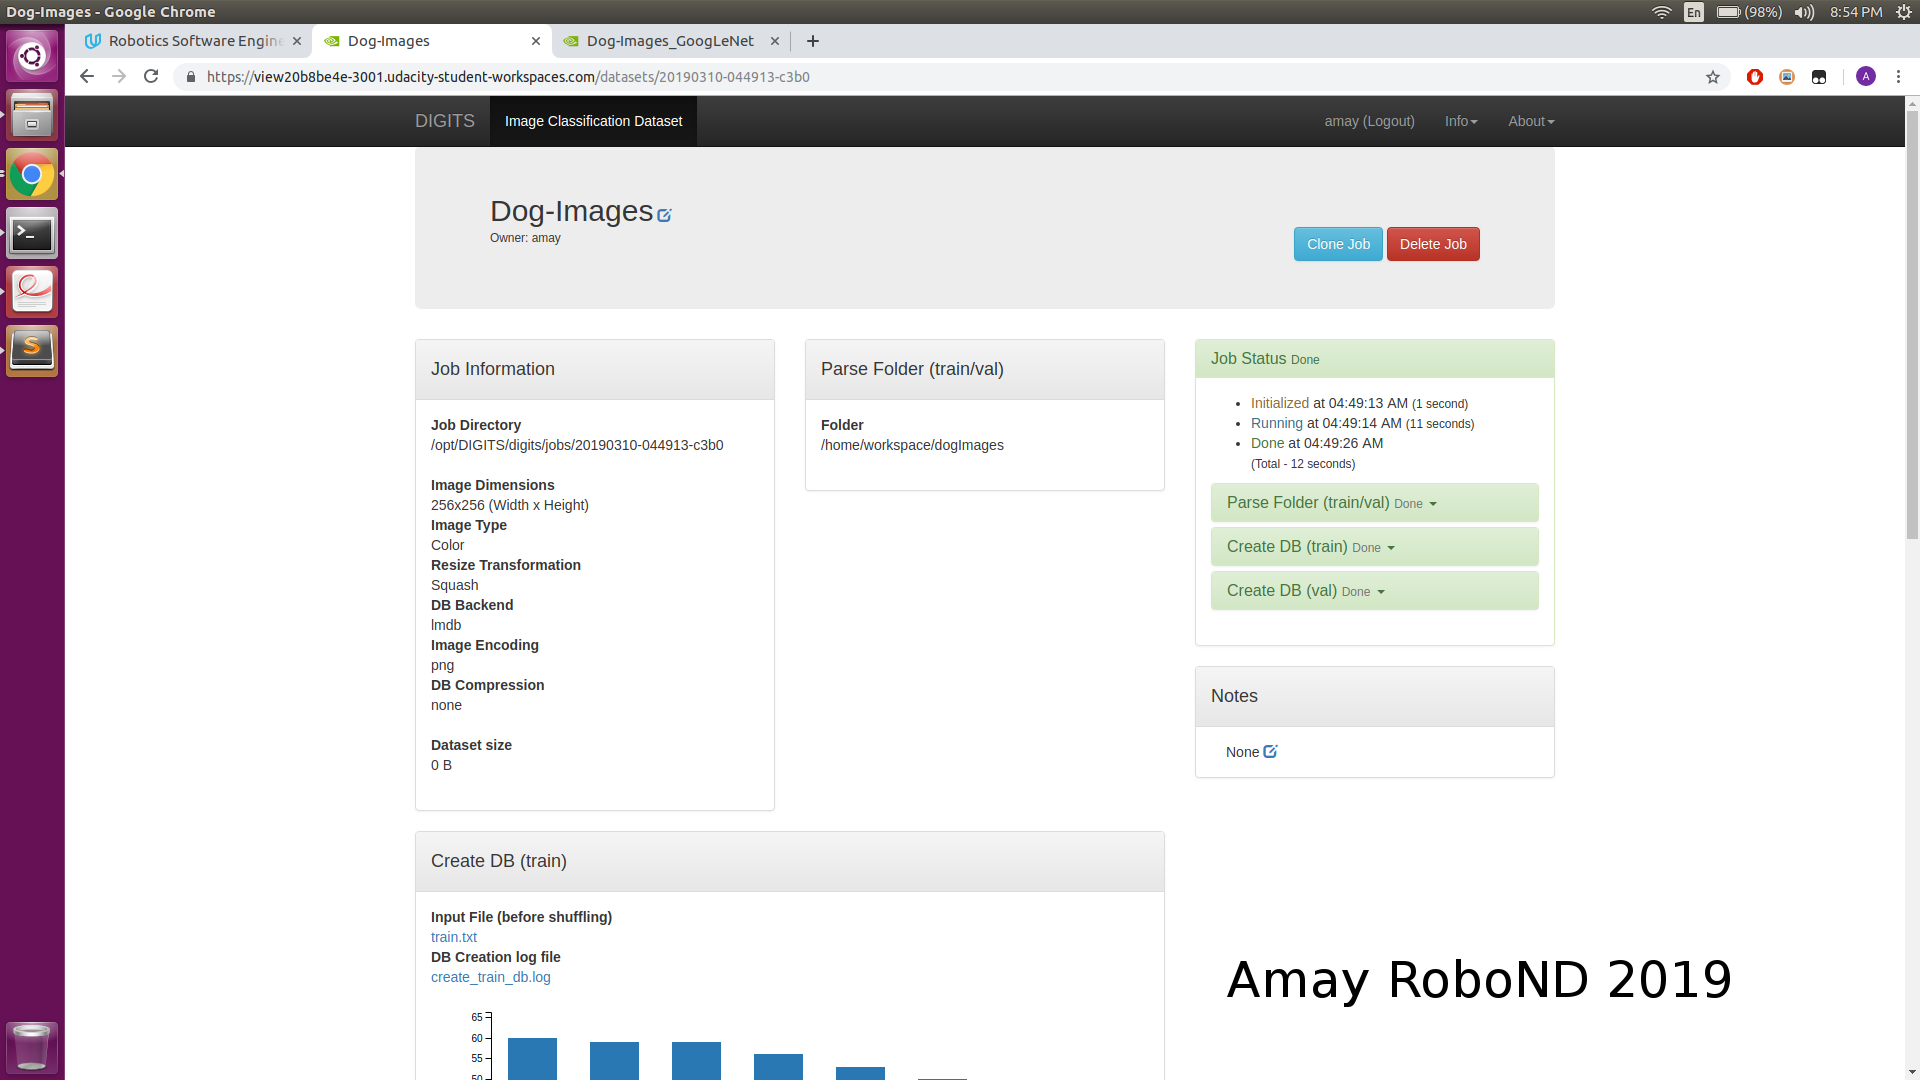 Dog-Images - Google Chrome
En
(98%)
8:54 PM
Robotics Software Engine
Dog-Images
Dog-Images_GoogLeNet
https://view20b8be4e-3001.udacity-student-workspaces.com/datasets/20190310-044913-c3b0
A
DIGITS
Image Classification Dataset
amay (Logout)
Info
About
Dog-Images
Owner: amay
Clone Job
Delete Job
Job Information
Job Directory
/opt/DIGITS/digits/jobs/20190310-044913-c3b0
Image Dimensions
256x256 (Width x Height)
Image Type
Color
Resize Transformation
Squash
DB Backend
lmdb
Image Encoding
png
DB Compression
none
Dataset size
0 B
Parse Folder (train/val)
Folder
/home/workspace/dogImages
Job Status Done
Initialized at 04:49:13 AM (1 second)
Running at 04:49:14 AM (11 seconds)
Done at 04:49:26 AM
(Total - 12 seconds)
Parse Folder (train/val) Done
Create DB (train) Done
Create DB (val) Done
Notes
None
Create DB (train)
Input File (before shuffling)
train.txt
DB Creation log file
create_train_db.log
65
60
55
50
Amay RoboND 2019